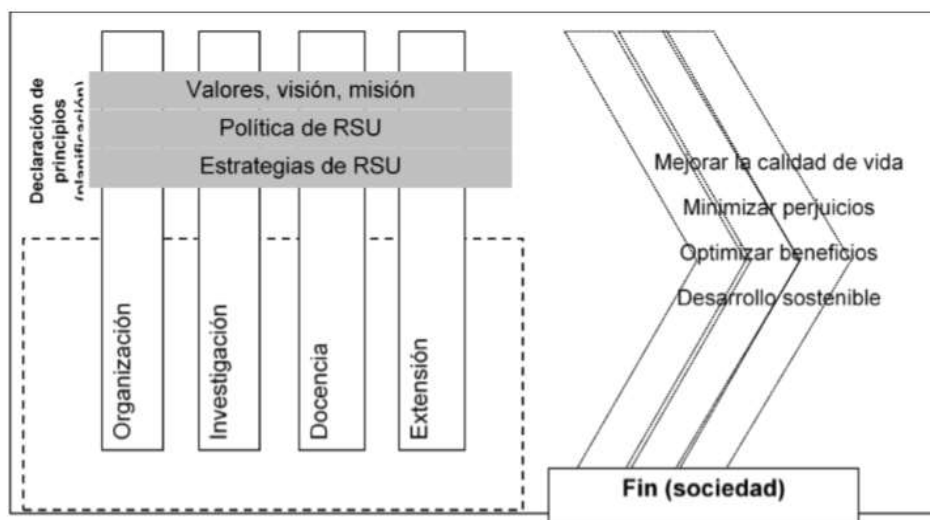 Declaración de
principios
(planificación)
Valores, visión, misión
Política de RSU
Estrategias de RSU
Organización
Investigación
Docencia
Extensión
Mejorar la calidad de vida
Minimizar perjuicios
Optimizar beneficios
Desarrollo sostenible
Fin (sociedad)